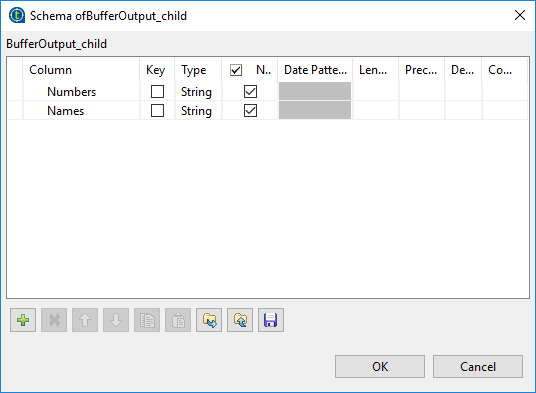 Schema ofBufferOutput_child
BufferOutput_child
Column Key Type N.. Date Patte... Len... Prec... De... Co...
Numbers String
Names String
OK Cancel